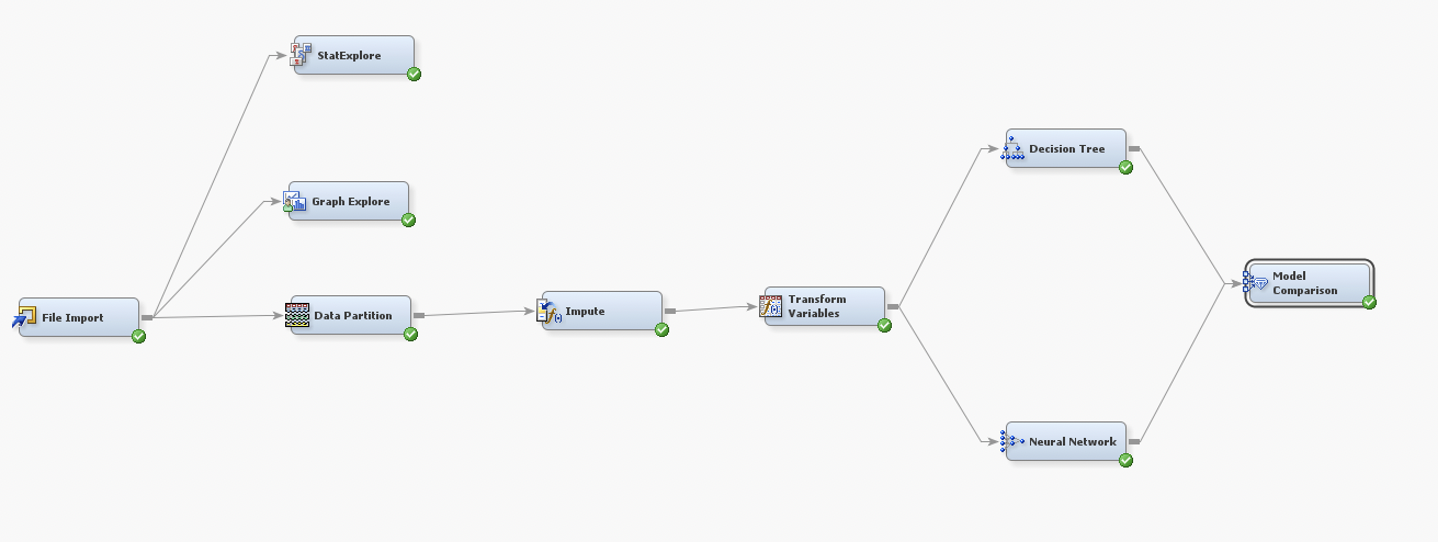 StatExplore
Graph Explore
File Import
Data Partition
Impute
Transform
Variables
Decision Tree
Neural Network
Model
Comparison